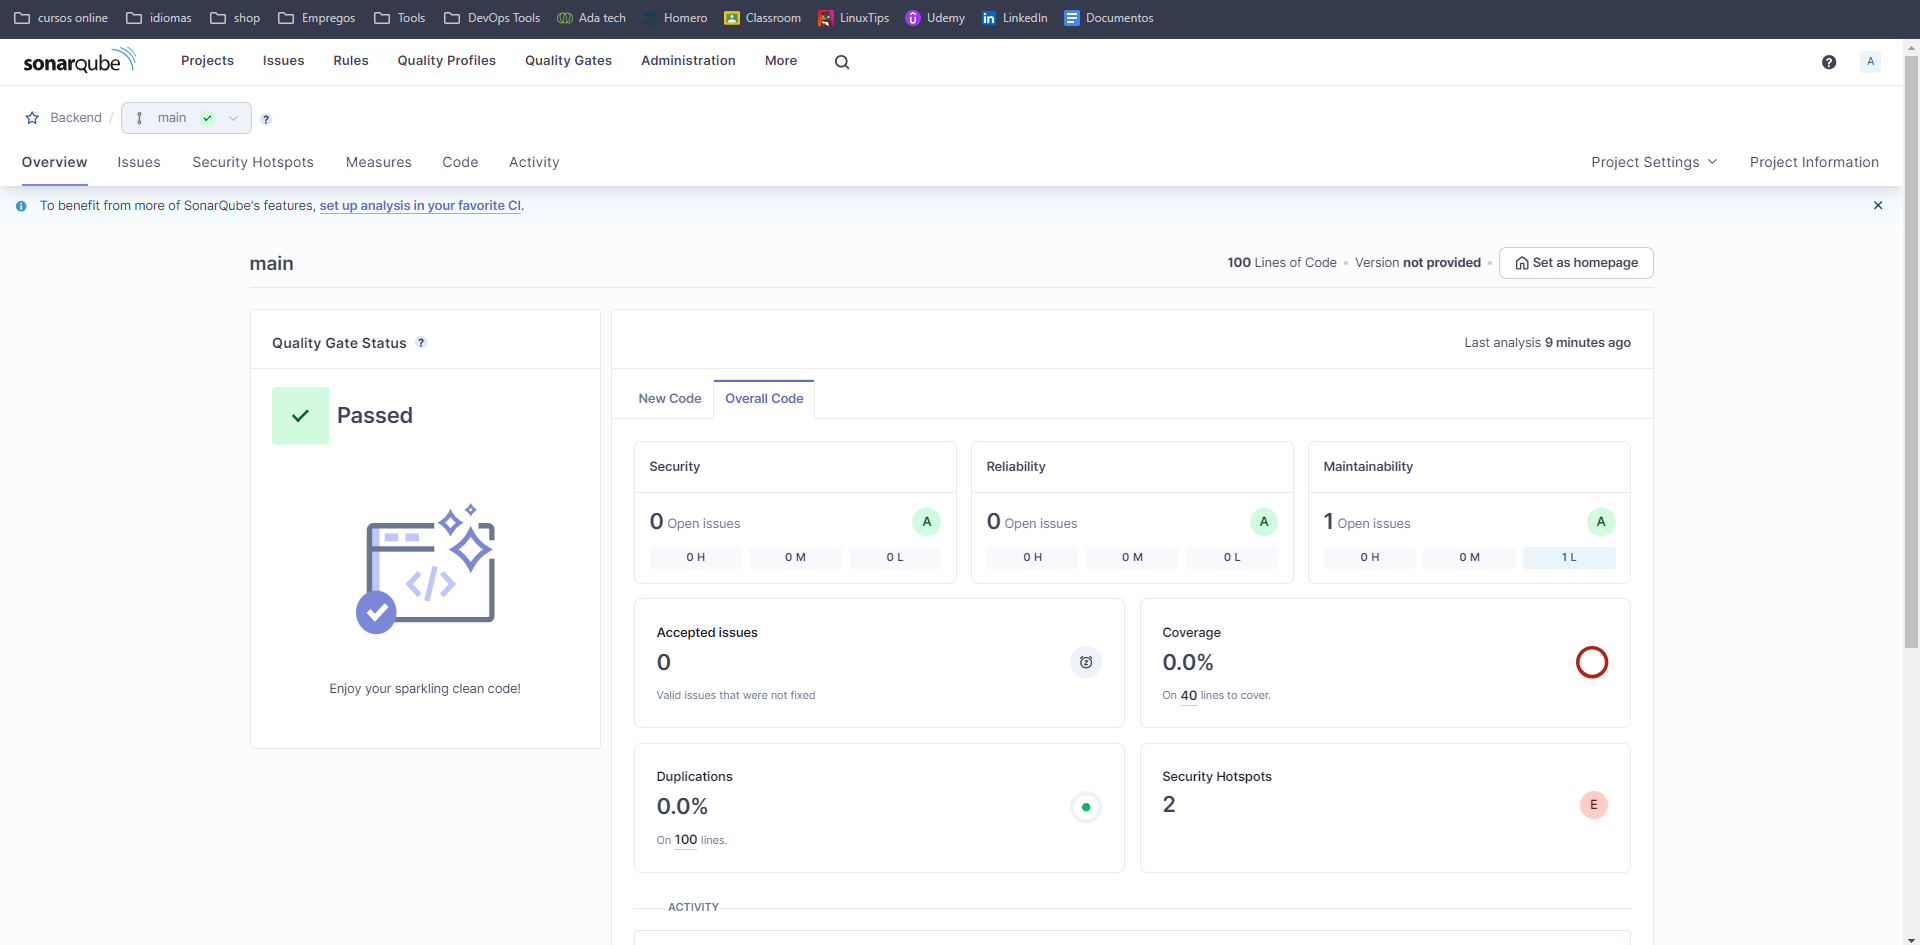 cursos online idiomas shop Empregos Tools DevOps Tools Ada tech Homero Classroom LinuxTips Udemy LinkedIn Documentos
sonarqube Projects Issues Rules Quality Profiles Quality Gates Administration More ? A
Backend / main ?
Overview Issues Security Hotspots Measures Code Activity Project Settings Project Information
To benefit from more of SonarQube's features, set up analysis in your favorite CI.
main 100 Lines of Code • Version not provided • Set as homepage
Quality Gate Status ? Last analysis 9 minutes ago
Passed
Enjoy your sparkling clean code!
New Code Overall Code
Security Reliability Maintainability
0 Open issues A 0 Open issues A 1 Open issues A
0 H 0 M 0 L 0 H 0 M 0 L 0 H 0 M 1 L
Accepted issues
0
Valid issues that were not fixed
Coverage
0.0%
On 40 lines to cover.
Duplications
0.0%
On 100 lines.
Security Hotspots
2 E
ACTIVITY